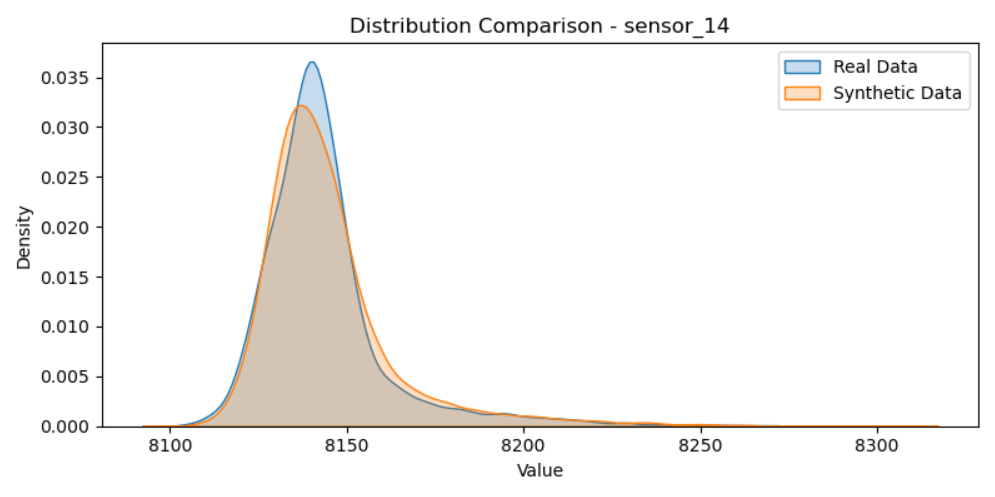 Distribution Comparison - sensor_14
Real Data
Synthetic Data
0.035
0.030
0.025
0.020
0.015
0.010
0.005
0.000
Density
8100 8150 8200 8250 8300
Value